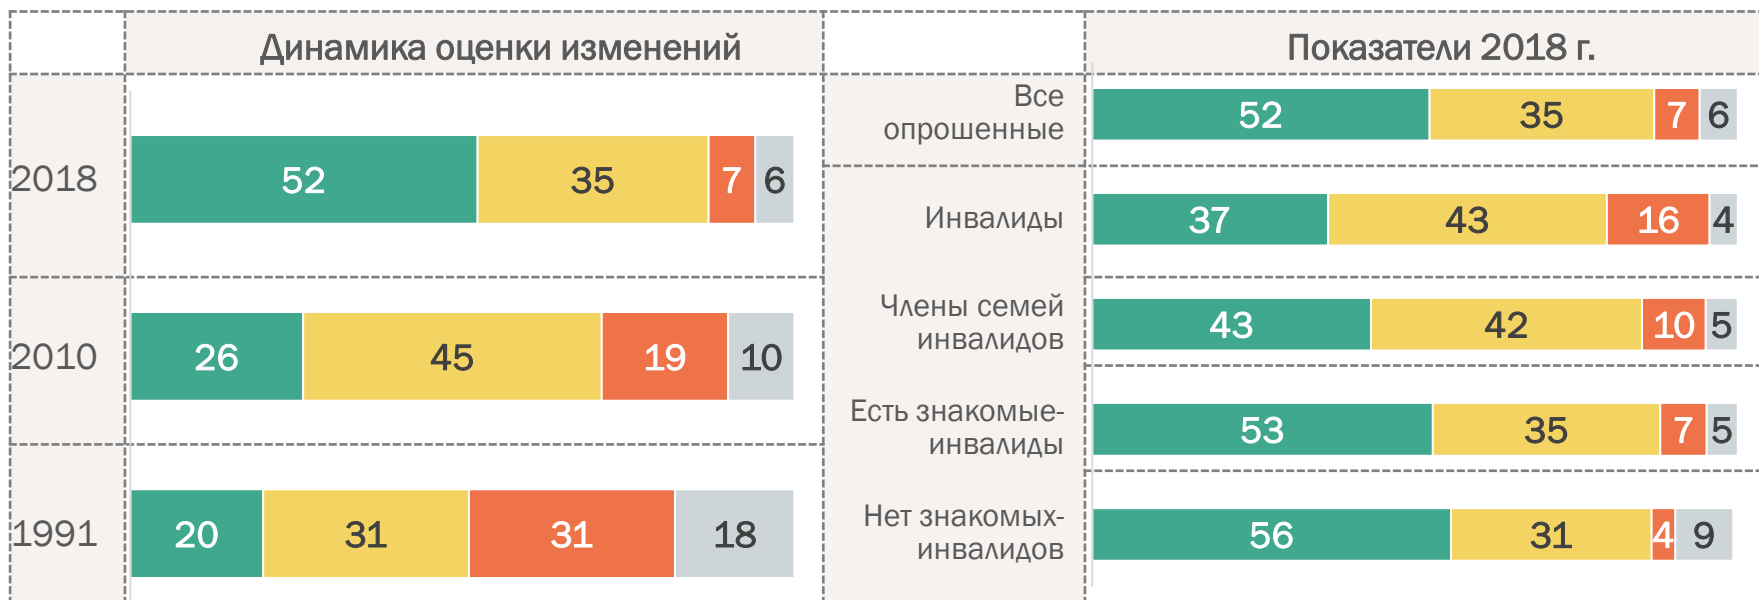 Динамика оценки изменений
2018
52 35 7 6
2010
26 45 19 10
1991
20 31 31 18
Показатели 2018 г.
Все
опрошенные
52 35 7 6
Инвалиды
37 43 16 4
Члены семей
инвалидов
43 42 10 5
Есть знакомые-
инвалиды
53 35 7 5
Нет знакомых-
инвалидов
56 31 4 9